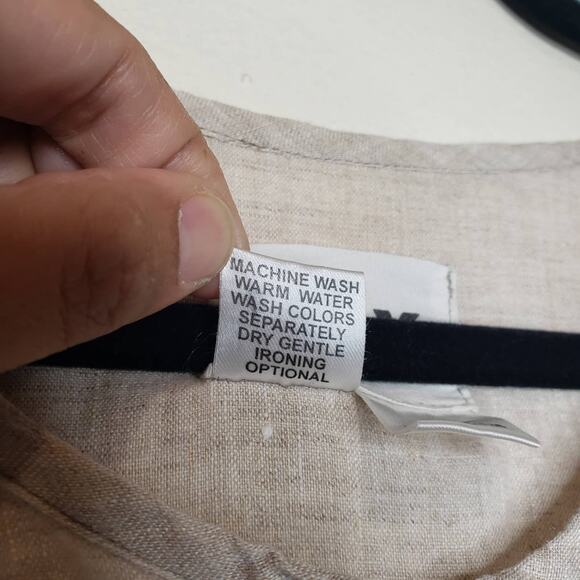 MACHINE WASH
WARM WATER
WASH COLORS
SEPARATELY
DRY GENTLE
IRONING
OPTIONAL